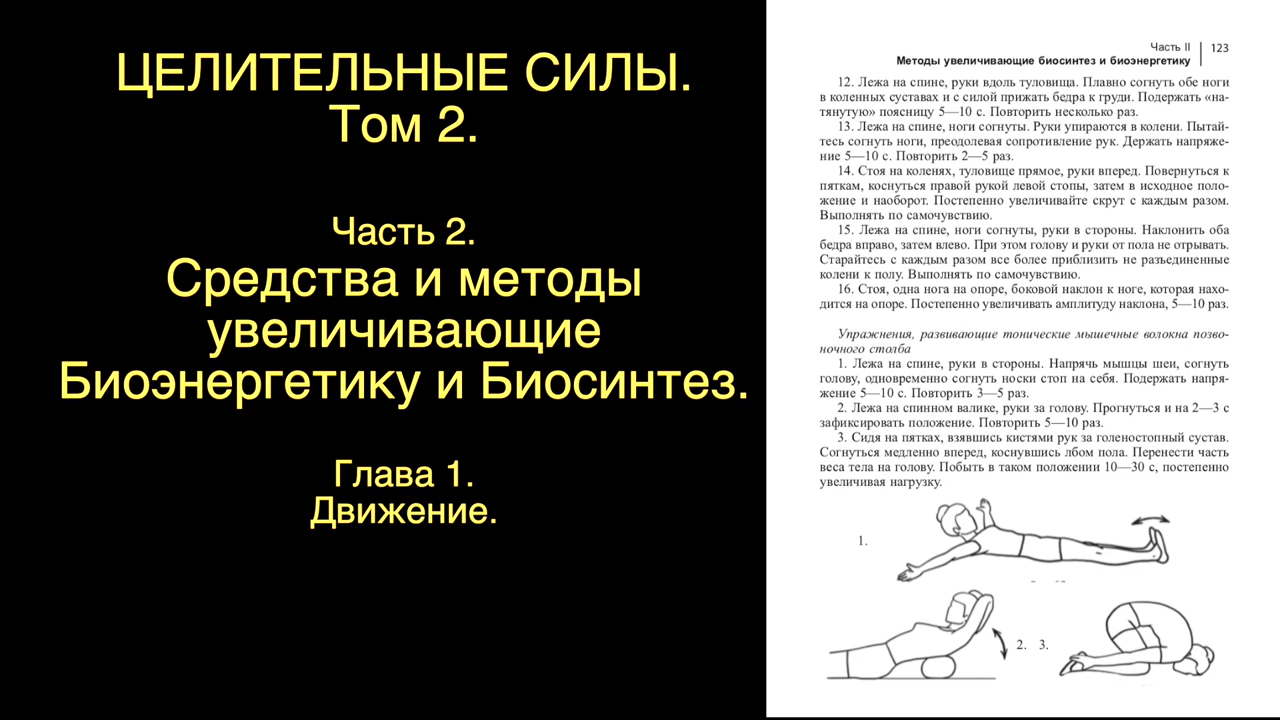 ЦЕЛИТЕЛЬНЫЕ СИЛЫ.
Том 2.
Часть 2.
Средства и методы
увеличивающие
Биоэнергетику и Биосинтез.
Глава 1.
Движение.
Часть II
123
Методы увеличивающие биосинтез и биоэнергетику
12. Лежа на спине, руки вдоль туловища. Плавно согнуть обе ноги
в коленных суставах и с силой прижать бедра к груди. Подержать «на-
тянутую» поясницу 5—10 с. Повторить несколько раз.
13. Лежа на спине, ноги согнуты. Руки упираются в колени. Пытай-
тесь согнуть ноги, преодолевая сопротивление рук. Держать напряже-
ние 5—10 с. Повторить 2—5 раз.
14. Стоя на коленях, туловище прямое, руки вперед. Повернуться к
пяткам, коснуться правой рукой левой стопы, затем в исходное поло-
жение и наоборот. Постепенно увеличивайте скрут с каждым разом.
Выполнять по самочувствию.
15. Лежа на спине, ноги согнуты, руки в стороны. Наклонить оба
бедра вправо, затем влево. При этом голову и руки от пола не отрывать.
Старайтесь с каждым разом все более приблизить не разъединенные
колени к полу. Выполнять по самочувствию.
16. Стоя, одна нога на опоре, боковой наклон к ноге, которая нахо-
дится на опоре. Постепенно увеличивать амплитуду наклона, 5—10 раз.
Упражнения, развивающие тонические мышечные волокна позво-
ночного столба
1. Лежа на спине, руки в стороны. Напрячь мышцы шеи, согнуть
голову, одновременно согнуть носки стоп на себя. Подержать напря-
жение 5—10 с. Повторить 3—5 раз.
2. Лежа на спинном валике, руки за голову. Прогнуться и на 2—3 с
зафиксировать положение. Повторить 5—10 раз.
3. Сидя на пятках, взявшись кистями рук за голеностопный сустав.
Согнуться медленно вперед, коснувшись лбом пола. Перенести часть
веса тела на голову. Побыть в таком положении 10—30 с, постепенно
увеличивая нагрузку.
1.
2. 3.